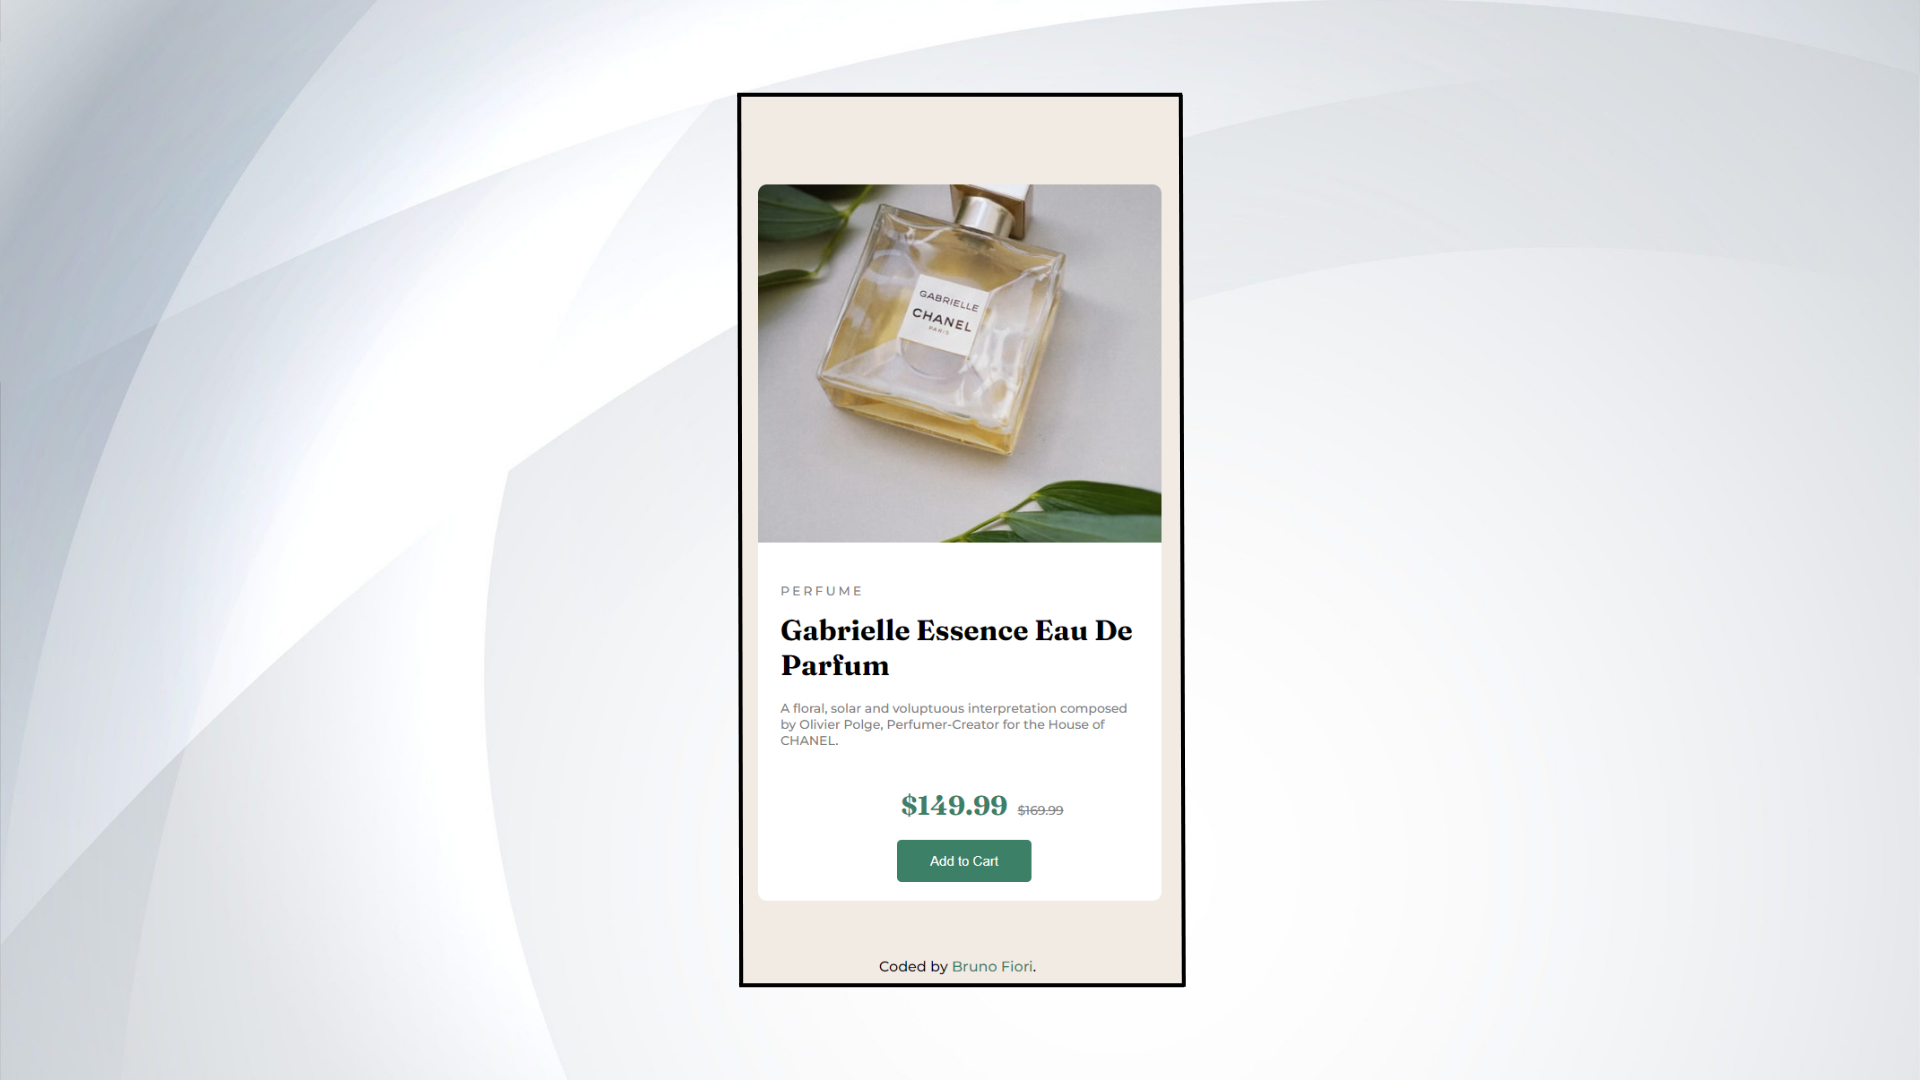 GABRIELLE
CHANEL
PARIS
PERFUME
Gabrielle Essence Eau De
Parfum
A floral, solar and voluptuous interpretation composed
by Olivier Polge, Perfumer-Creator for the House of
CHANEL.
$149.99 $169.99
Add to Cart
Coded by Bruno Fiori.